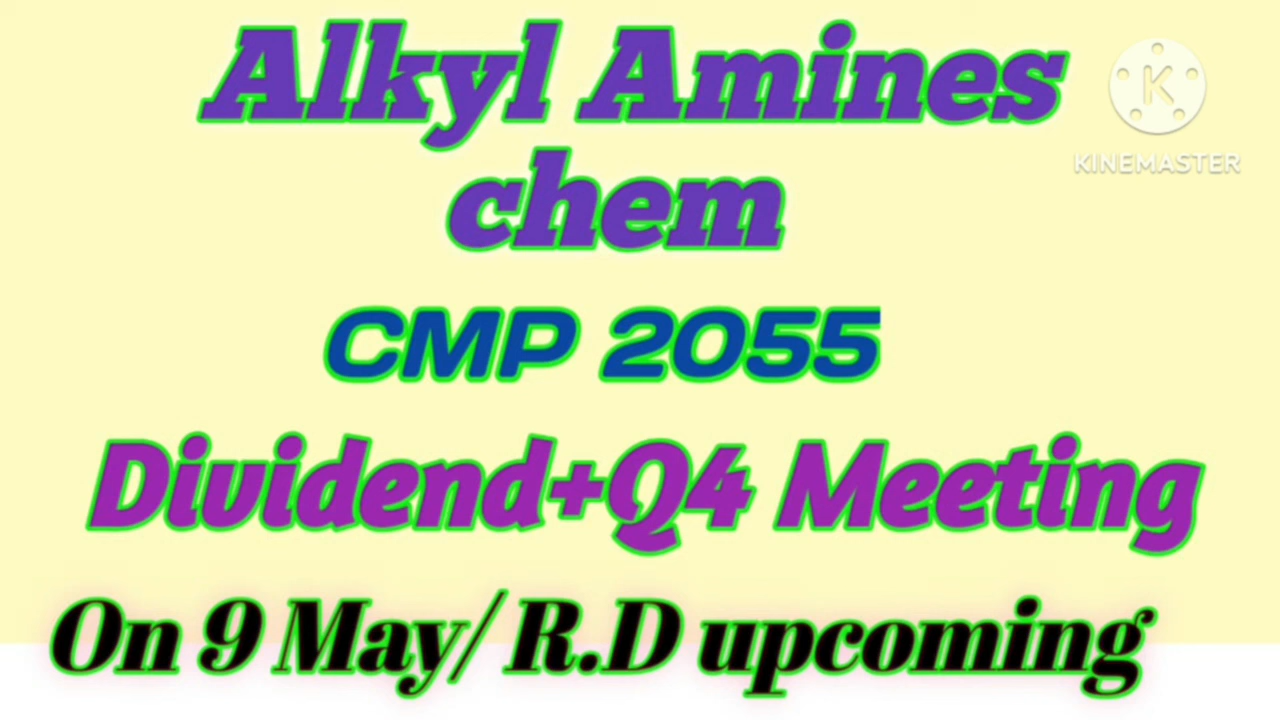 Alkyl Amines
K
KINEMASTER
chem
CMP 2055
Dividend+Q4 Meeting
On 9 May/ R.D upcoming